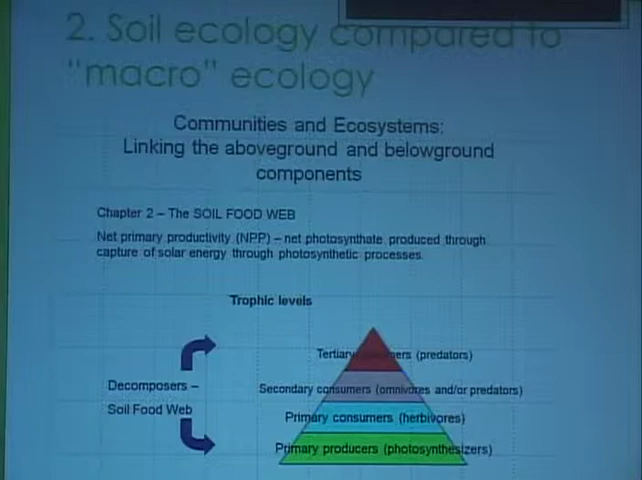 2. Soil ecology compared to
"macro" ecology
Communities and Ecosystems:
Linking the aboveground and belowground
components
Chapter 2 – The SOIL FOOD WEB
Net primary productivity (NPP) – net photosynthate produced through
capture of solar energy through photosynthetic processes.
Trophic levels
Tertiary consumers (predators)
Decomposers –
Soil Food Web
Secondary consumers (omnivores and/or predators)
Primary consumers (herbivores)
Primary producers (photosynthesizers)